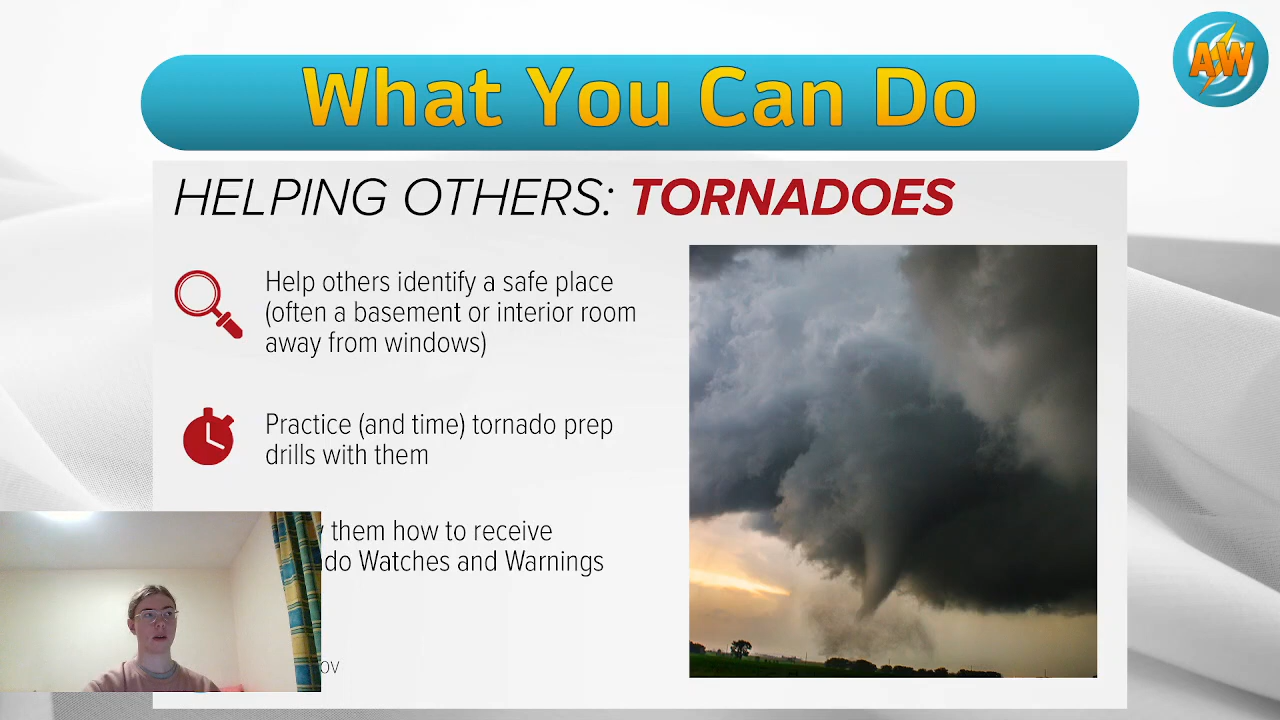 AW
What You Can Do
HELPING OTHERS: TORNADOES
Help others identify a safe place
(often a basement or interior room
away from windows)
Practice (and time) tornado prep
drills with them
them how to receive
Watches and Warnings